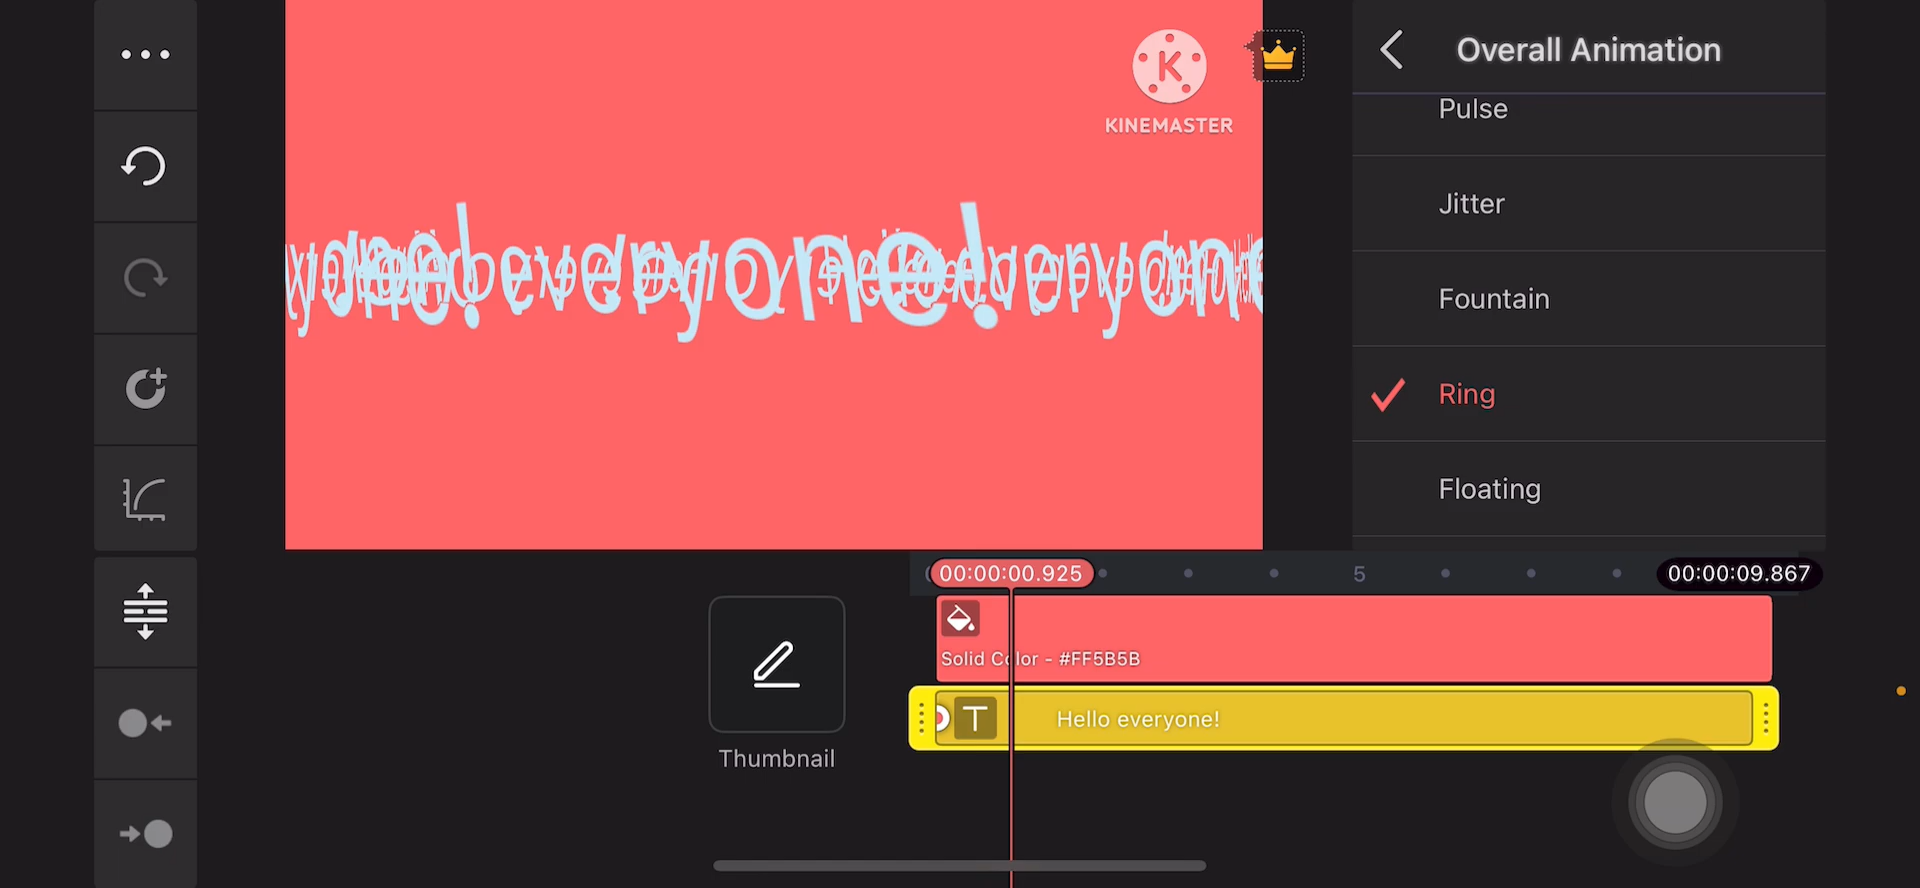 K
KINEMASTER
Overall Animation
Pulse
Jitter
Fountain
Ring
Floating
everyone!
00:00:00.925
5
00:00:09.867
Solid Color - #FF5B5B
T
Hello everyone!
Thumbnail